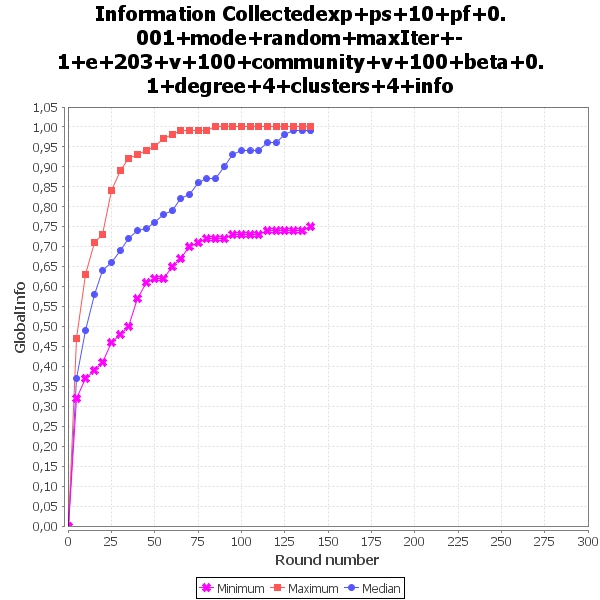 Information Collectedexp+ps+10+pf+0.
001+mode+random+maxIter+-
1+e+203+v+100+community+v+100+beta+0.
1+degree+4+clusters+4+info
1,05
1,00
0,95
0,90
0,85
0,80
0,75
0,70
0,65
0,60
0,55
0,50
0,45
0,40
0,35
0,30
0,25
0,20
0,15
0,10
0,05
0,00
GlobalInfo
0 25 50 75 100 125 150 175 200 225 250 275 300
Round number
Minimum Maximum Median